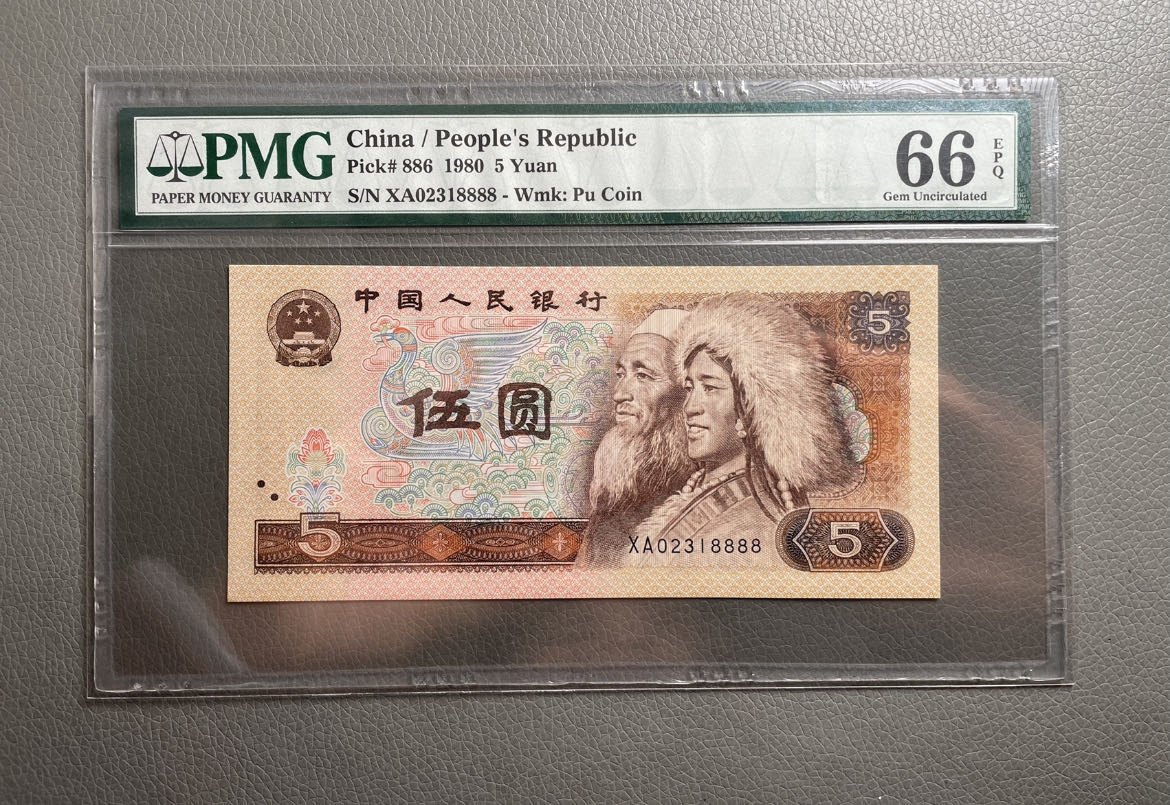 PMG
PAPER MONEY GUARANTY
China / People's Republic
Pick# 886 1980 5 Yuan
S/N XA02318888 - Wmk: Pu Coin
66
EPQ
Gem Uncirculated
中国人民银行
5
伍圆
5
XA02318888
5